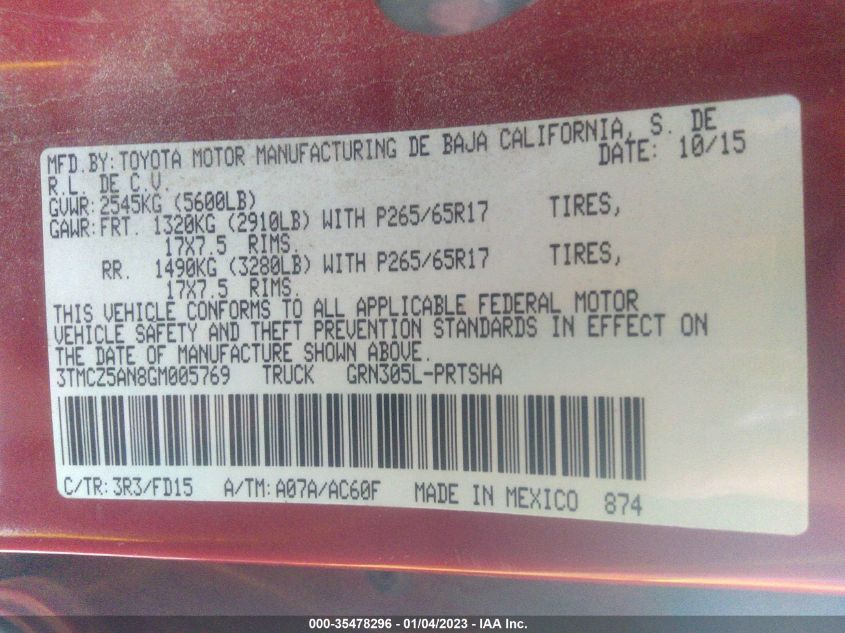 MFD.BY: TOYOTA MOTOR MANUFACTURING DE BAJA CALIFORNIA, S. DE
R.L. DE C.V. DATE: 10/15
GVWR: 2545KG (5600LB)
GAWR: FRT. 1320KG (2910LB) WITH P265/65R17 TIRES,
17X7.5 RIMS.
RR. 1490KG (3280LB) WITH P265/65R17 TIRES,
17X7.5 RIMS.
THIS VEHICLE CONFORMS TO ALL APPLICABLE FEDERAL MOTOR
VEHICLE SAFETY AND THEFT PREVENTION STANDARDS IN EFFECT ON
THE DATE OF MANUFACTURE SHOWN ABOVE.
3TMCZ5AN8GM005769 TRUCK GRN305L-PRTSHA
C/TR: 3R3/FD15 A/TM: A07A/AC60F MADE IN MEXICO 874
000-35478296 - 01/04/2023 - IAA Inc.